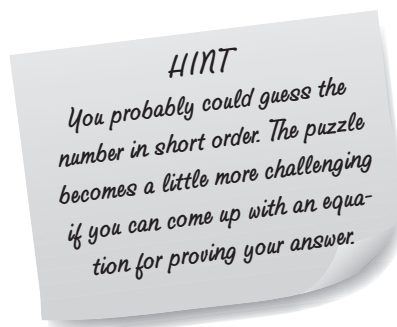 HINT
You probably could guess the
number in short order. The puzzle
becomes a little more challenging
if you can come up with an equa-
tion for proving your answer.